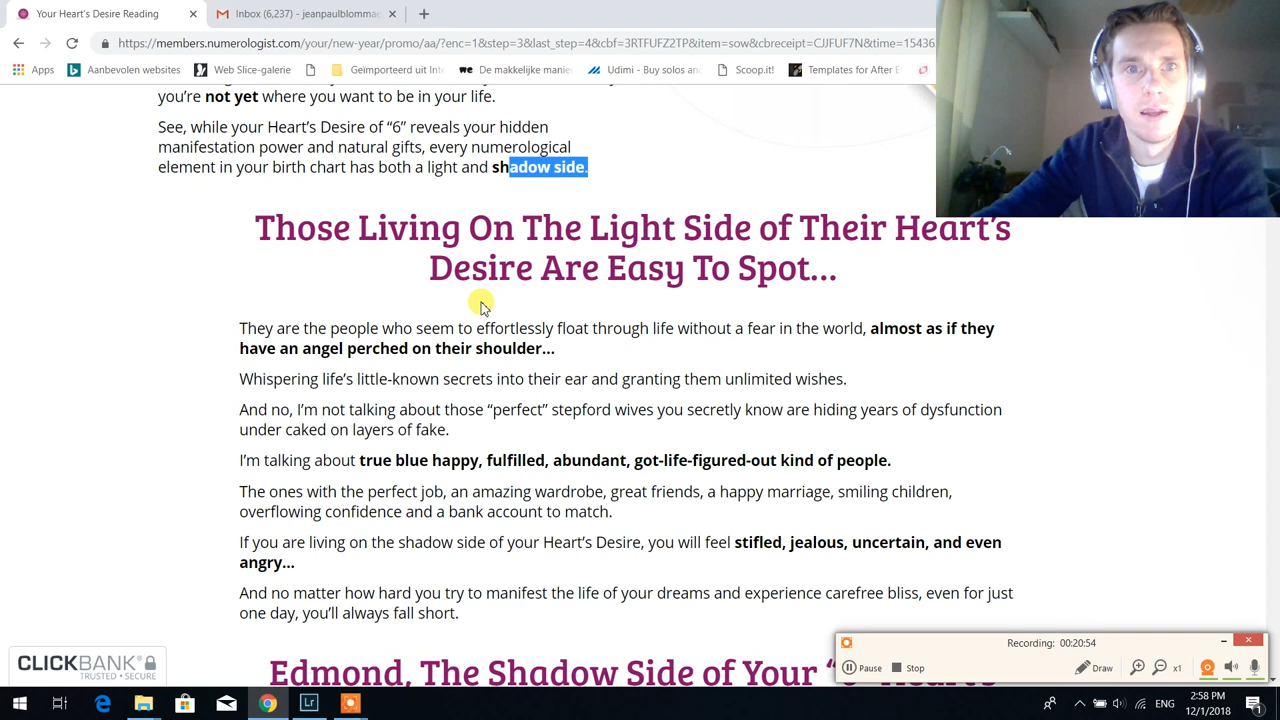 Your Heart's Desire Reading
Inbox (6,237) - jeanpaulblommae
https://members.numerologist.com/your/new-year/promo/aa/?enc=1&step=3&last_step=4&cbf=3RTFUFZ2TP&item=sow&cbreceipt=CJJFUF7N&time=15436
Apps
Aanbevolen websites
Web Slice-galerie
Geïmporteerd uit Int
De makkelijke manie
Udimi - Buy solos an
Scoop.it!
Templates for After E
you're not yet where you want to be in your life.
See, while your Heart's Desire of "6" reveals your hidden
manifestation power and natural gifts, every numerological
element in your birth chart has both a light and shadow side.
Those Living On The Light Side of Their Heart's
Desire Are Easy To Spot...
They are the people who seem to effortlessly float through life without a fear in the world, almost as if they
have an angel perched on their shoulder...
Whispering life's little-known secrets into their ear and granting them unlimited wishes.
And no, I'm not talking about those "perfect" stepford wives you secretly know are hiding years of dysfunction
under caked on layers of fake.
I'm talking about true blue happy, fulfilled, abundant, got-life-figured-out kind of people.
The ones with the perfect job, an amazing wardrobe, great friends, a happy marriage, smiling children,
overflowing confidence and a bank account to match.
If you are living on the shadow side of your Heart's Desire, you will feel stifled, jealous, uncertain, and even
angry...
And no matter how hard you try to manifest the life of your dreams and experience carefree bliss, even for just
one day, you'll always fall short.
Recording: 00:20:54
Pause
Stop
Draw
x1
CLICKBANK
TRUSTED • SECURE
Edmond, The Shadow Side of Your
Lr
ENG
2:58 PM
12/1/2018
1